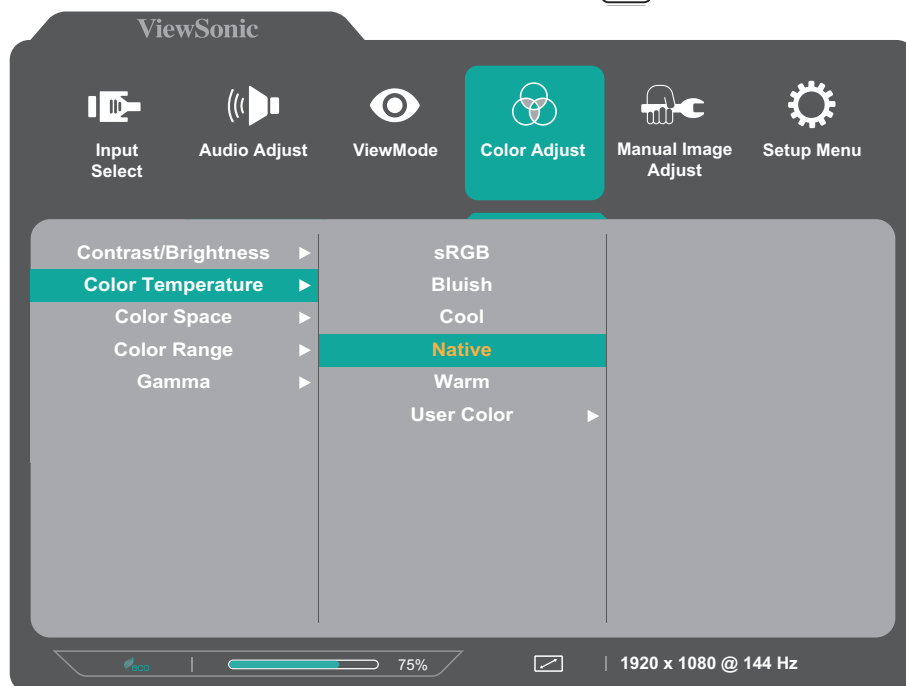 ViewSonic
Input
Select
Audio Adjust
ViewMode
Color Adjust
Manual Image
Adjust
Setup Menu
Contrast/Brightness
Color Temperature
Color Space
Color Range
Gamma
sRGB
Bluish
Cool
Native
Warm
User Color
eco
75%
1920 x 1080 @ 144 Hz